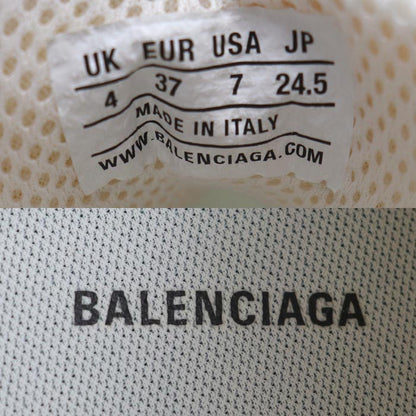 UK EUR USA JP
4 37 7 24.5
MADE IN ITALY
WWW.BALENCIAGA.COM
BALENCIAGA